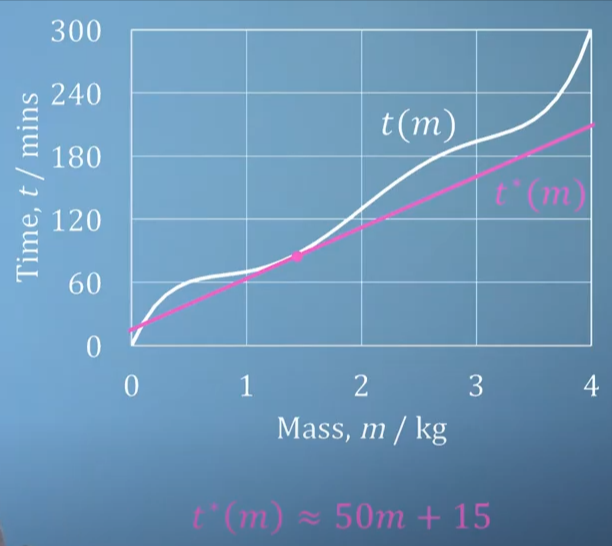 300
240
180
120
60
0
Time, t / mins
t(m)
t*(m)
0 1 2 3 4
Mass, m / kg
t*(m) ≈ 50m + 15